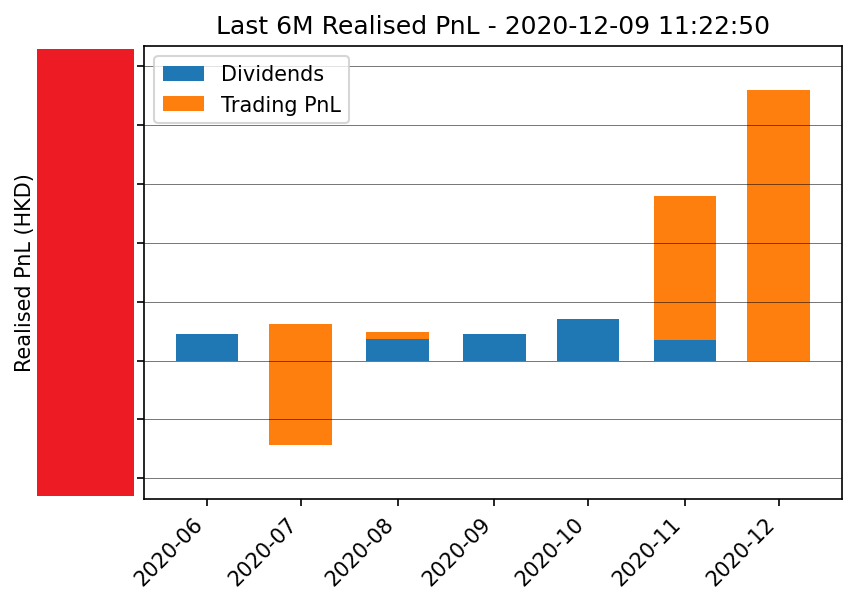 Last 6M Realised PnL - 2020-12-09 11:22:50
Dividends
Trading PnL
Realised PnL (HKD)
2020-06
2020-07
2020-08
2020-09
2020-10
2020-11
2020-12